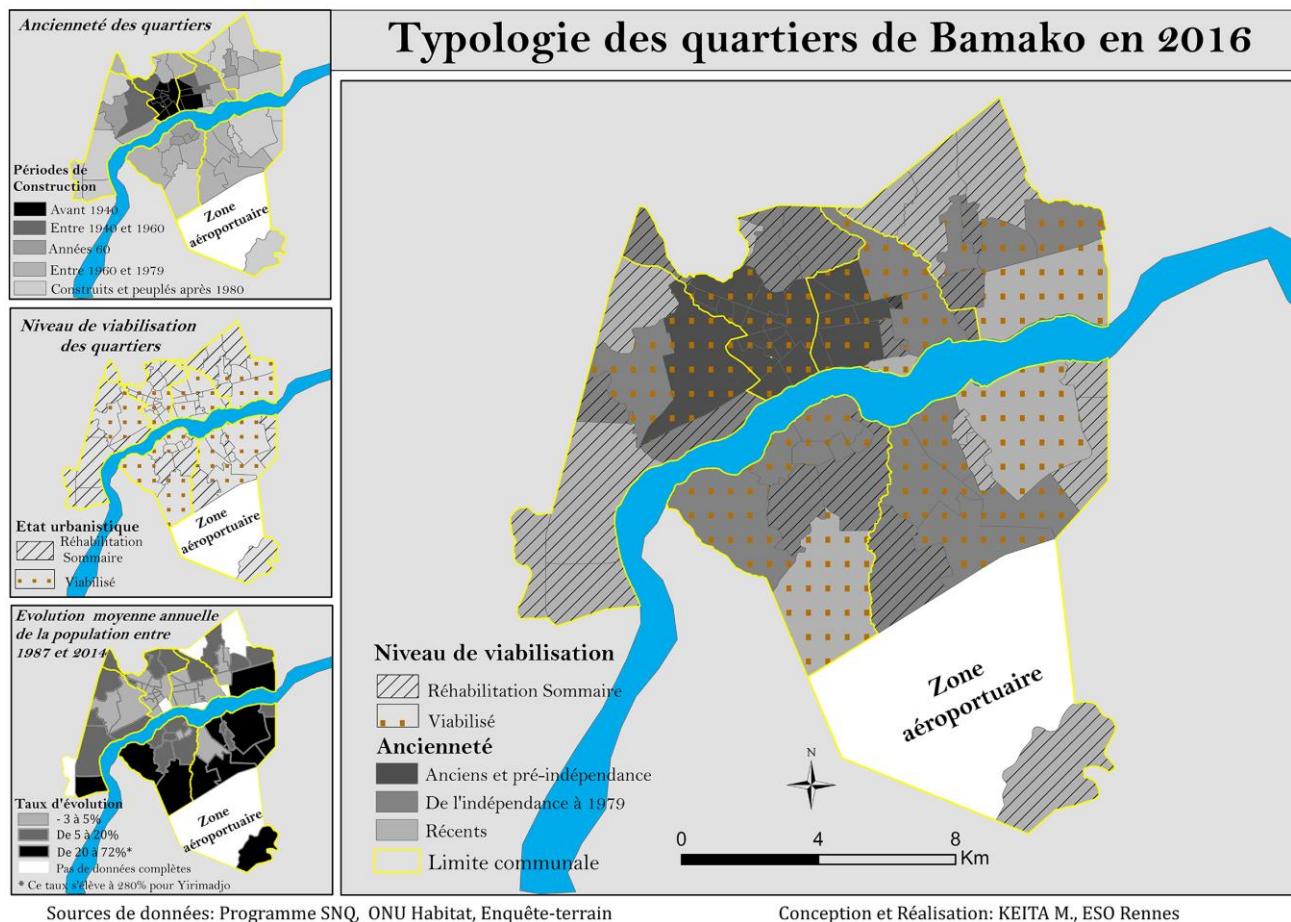 Typologie des quartiers de Bamako en 2016
Ancienneté des quartiers
Périodes de
Construction
Avant 1940
Entre 1940 et 1960
Années 60
Entre 1960 et 1979
Construits et peuplés après 1980
Zone
aéroportuaire
Niveau de viabilisation
des quartiers
Etat urbanistique
Réhabilitation
Sommaire
Viabilisé
Zone
aéroportuaire
Evolution moyenne annuelle
de la population entre
1987 et 2014
Taux d'évolution
- 3 à 5%
De 5 à 20%
De 20 à 72%*
Pas de données complètes
* Ce taux s'élève à 280% pour Yirimadjo
Zone
aéroportuaire
Niveau de viabilisation
Réhabilitation Sommaire
Viabilisé
Ancienneté
Anciens et pré-indépendance
De l'indépendance à 1979
Récents
Limite communale
Zone
aéroportuaire
N
0 4 8
Km
Sources de données: Programme SNQ, ONU Habitat, Enquête-terrain
Conception et Réalisation: KEITA M., ESO Rennes